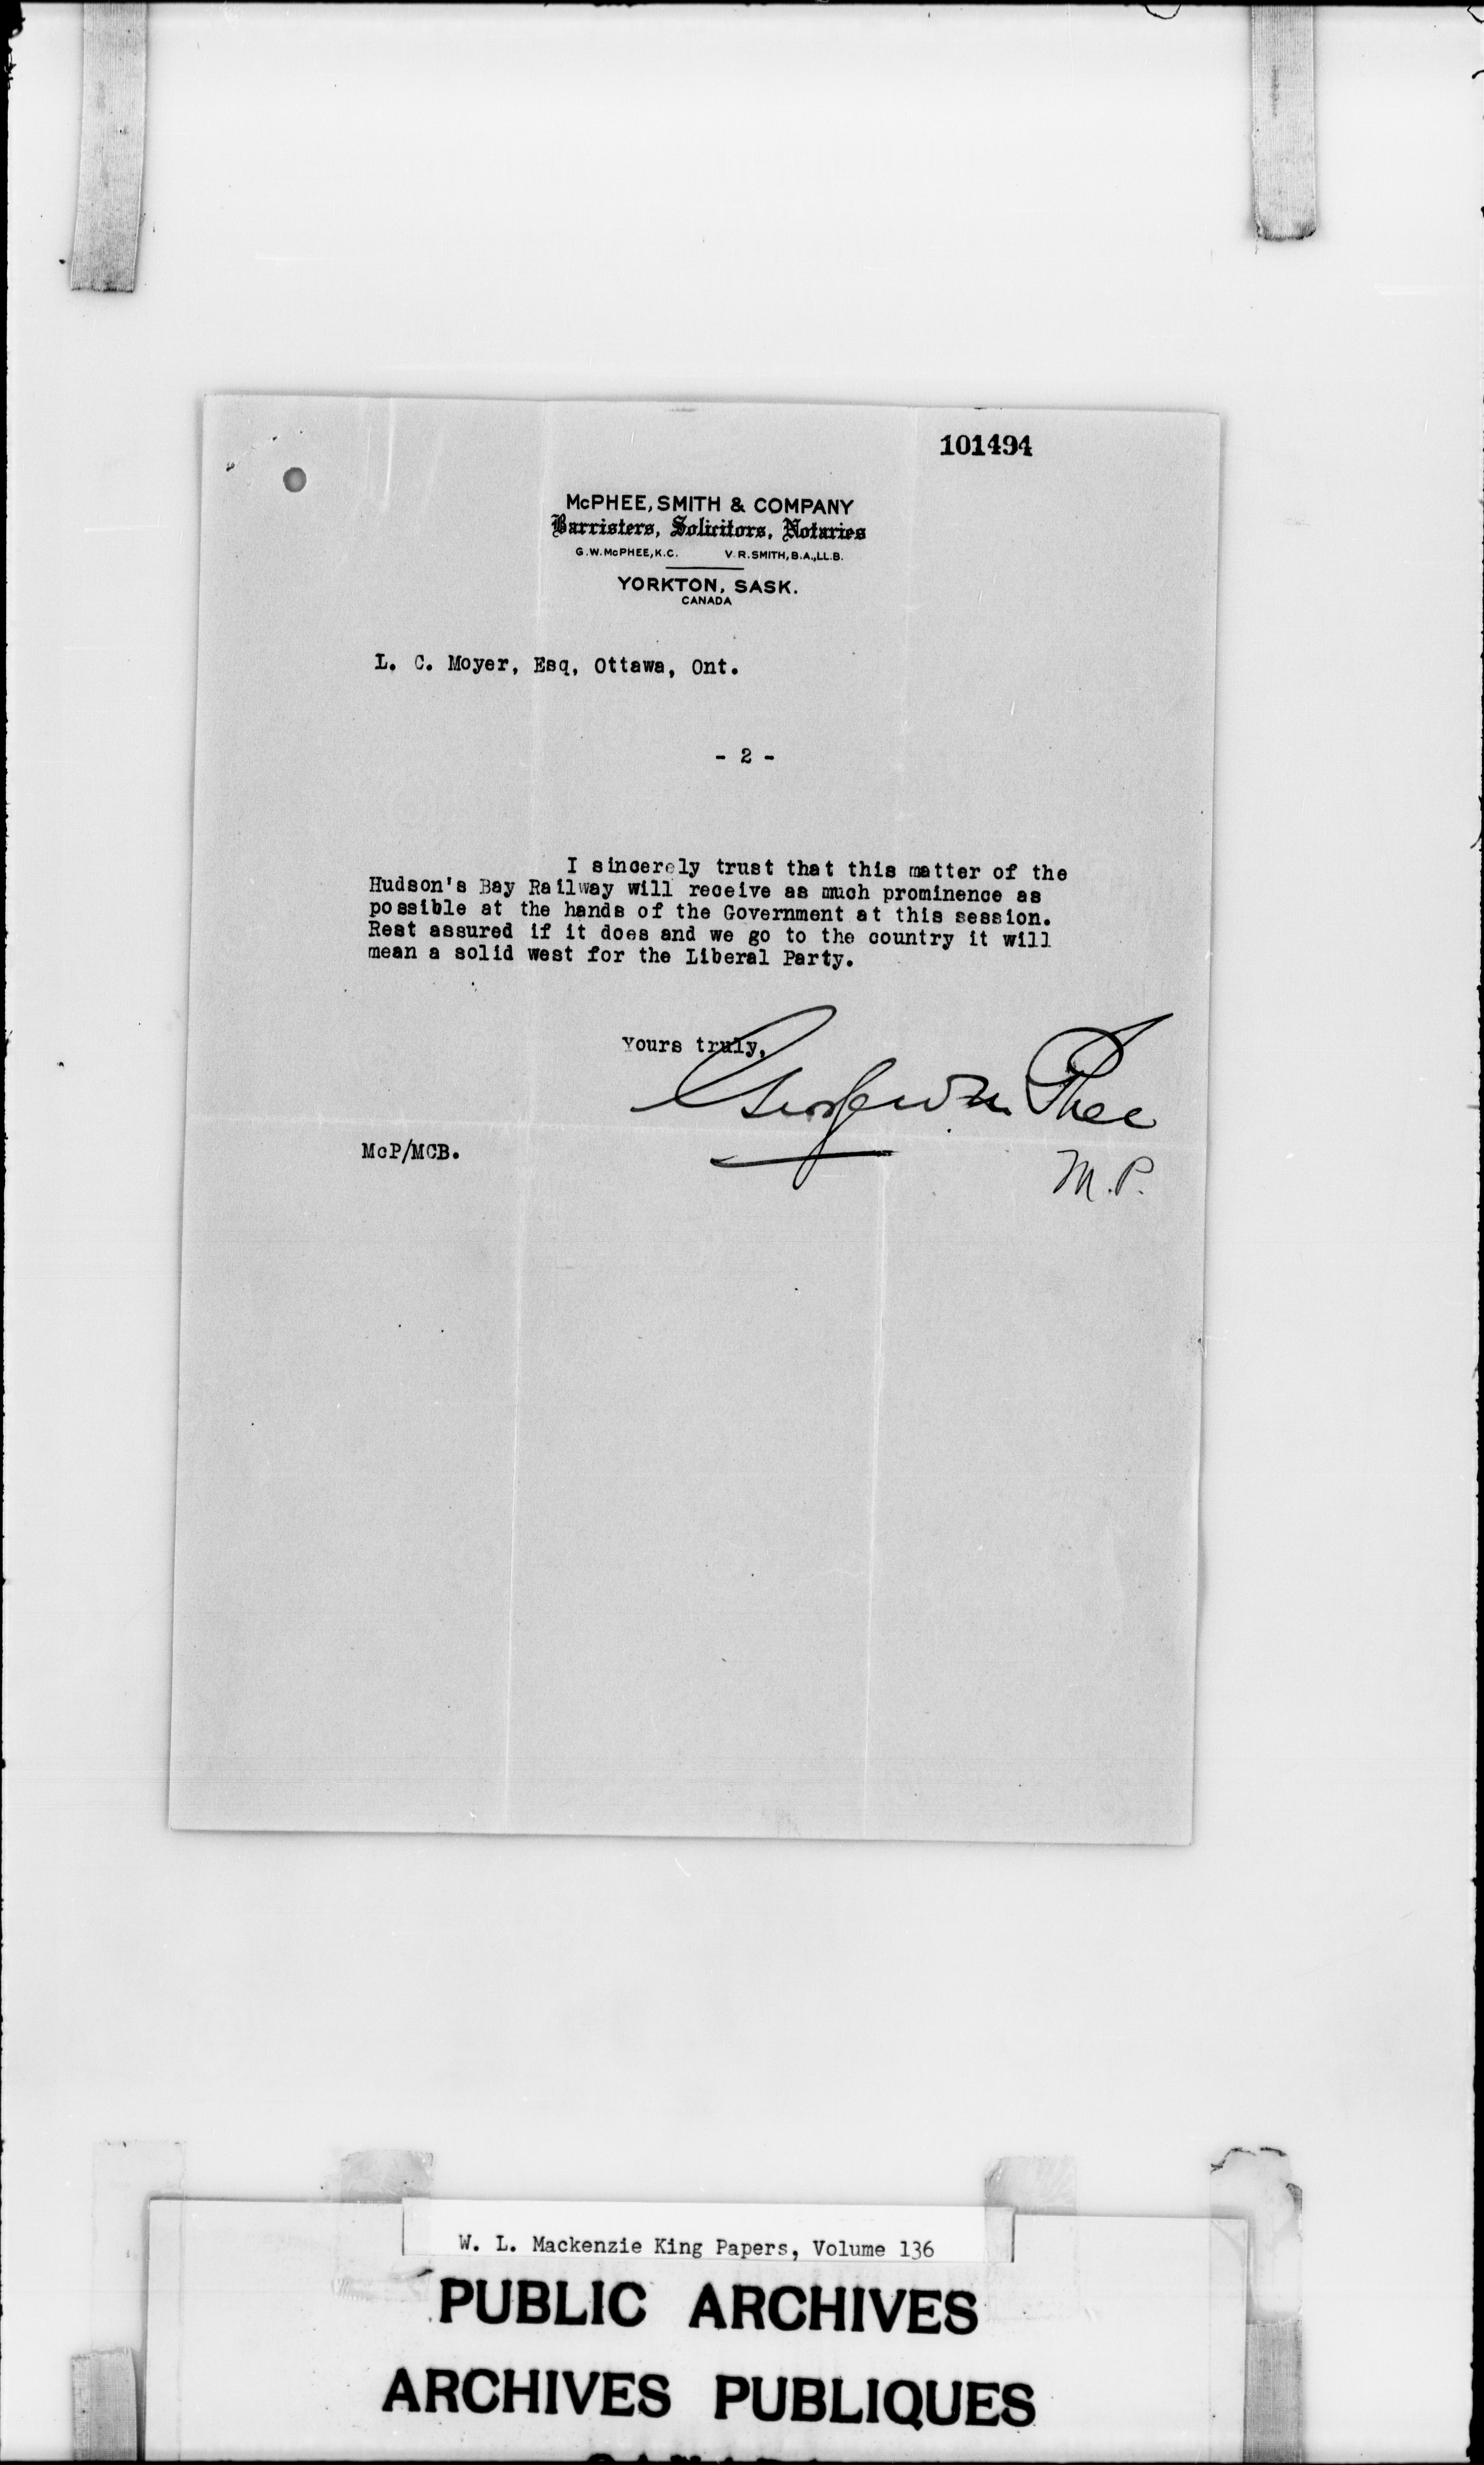 101494
McPHEE, SMITH & COMPANY
Barristers, Solicitors, Notaries
G.W.McPHEE, K.C. V.R.SMITH, B.A., LL.B.
YORKTON, SASK.
CANADA
L. C. Moyer, Esq, Ottawa, Ont.
- 2 -
I sincerely trust that this matter of the
Hudson's Bay Railway will receive as much prominence as
possible at the hands of the Government at this session.
Rest assured if it does and we go to the country it will
mean a solid west for the Liberal Party.
Yours truly,
George W Mc Phee
M.P.
McP/MCB.
W. L. Mackenzie King Papers, Volume 136
PUBLIC ARCHIVES
ARCHIVES PUBLIQUES